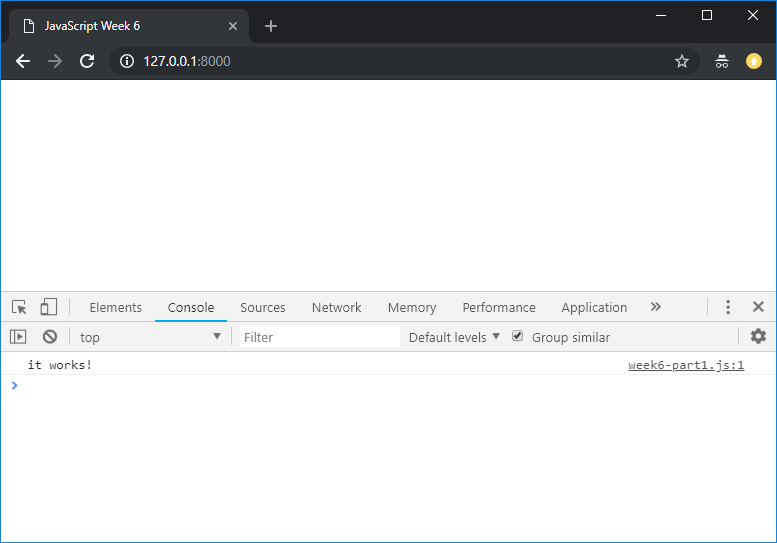 JavaScript Week 6
127.0.0.1:8000
Elements Console Sources Network Memory Performance Application
top Filter Default levels Group similar
it works! week6-part1.js:1